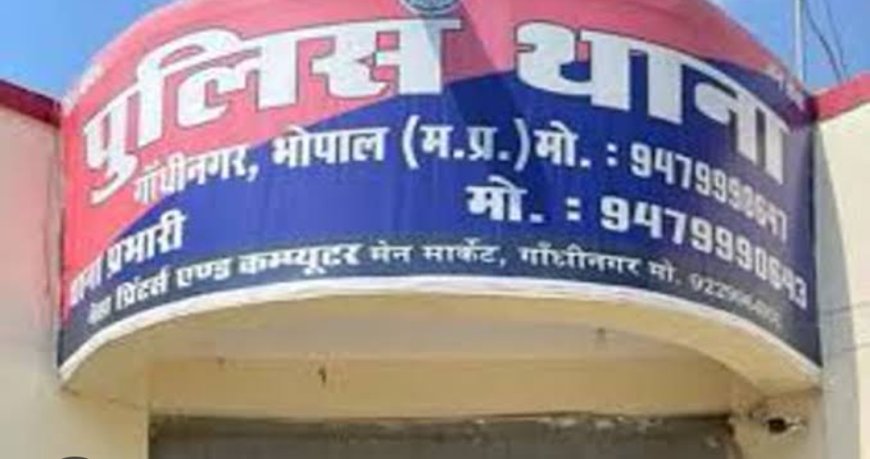 पुलिस थाना
गाँधीनगर, भोपाल (म.प्र.) मो. : 9479990647
थाना प्रभारी मो. : 9479990643
प्रिंटर्स एण्ड कम्प्यूटर मेन मार्केट, गाँधीनगर मो.